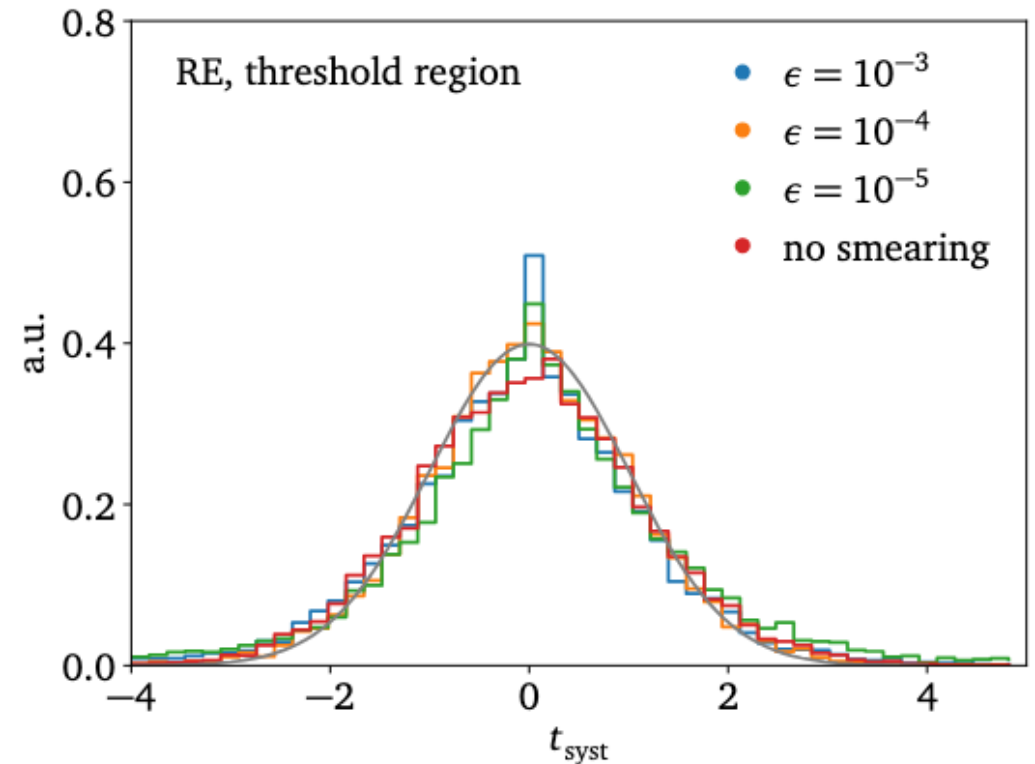 0.8
RE, threshold region
ϵ = 10⁻³
ϵ = 10⁻⁴
0.6
ϵ = 10⁻⁵
no smearing
a.u.
0.4
0.2
0.0
−4 −2 0 2 4
t_syst